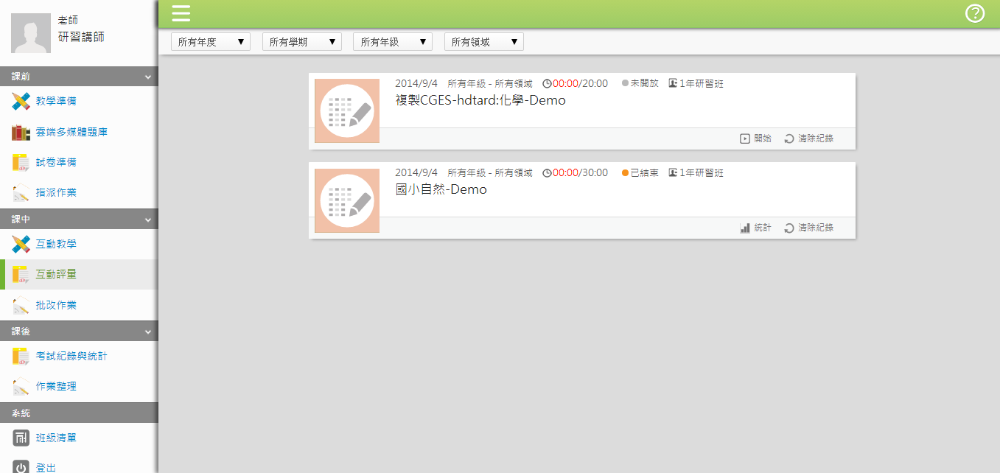 老師
研習講師
課前
教學準備
雲端多媒體題庫
試卷準備
指派作業
課中
互動教學
互動評量
批改作業
課後
考試紀錄與統計
作業整理
系統
班級清單
登出
所有年度 ▼ 所有學期 ▼ 所有年級 ▼ 所有領域 ▼
2014/9/4 所有年級 - 所有領域 00:00/20:00 未開放 1年研習班
複製CGES-hdtard:化學-Demo
開始 清除紀錄
2014/9/4 所有年級 - 所有領域 00:00/30:00 已結束 1年研習班
國小自然-Demo
統計 清除紀錄